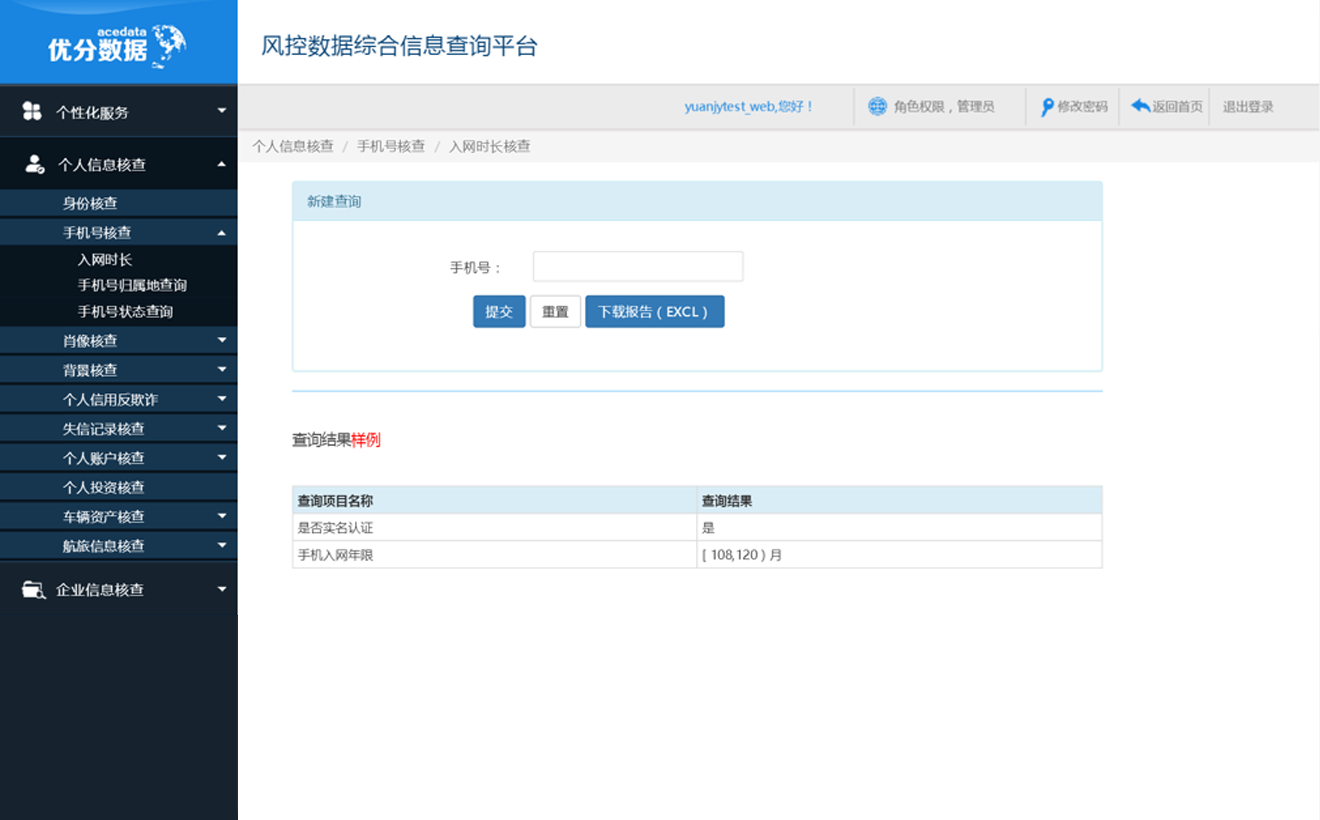 acedata
优分数据
风控数据综合信息查询平台
yuanjytest_web,您好！
角色权限，管理员
修改密码
返回首页
退出登录
个人信息核查 / 手机号核查 / 入网时长核查
个性化服务
个人信息核查
身份核查
手机号核查
入网时长
手机号归属地查询
手机号状态查询
肖像核查
背景核查
个人信用反欺诈
失信记录核查
个人账户核查
个人投资核查
车辆资产核查
航旅信息核查
企业信息核查
新建查询
手机号：
提交
重置
下载报告（EXCL）
查询结果样例
查询项目名称 查询结果
是否实名认证 是
手机入网年限 [ 108,120 ) 月